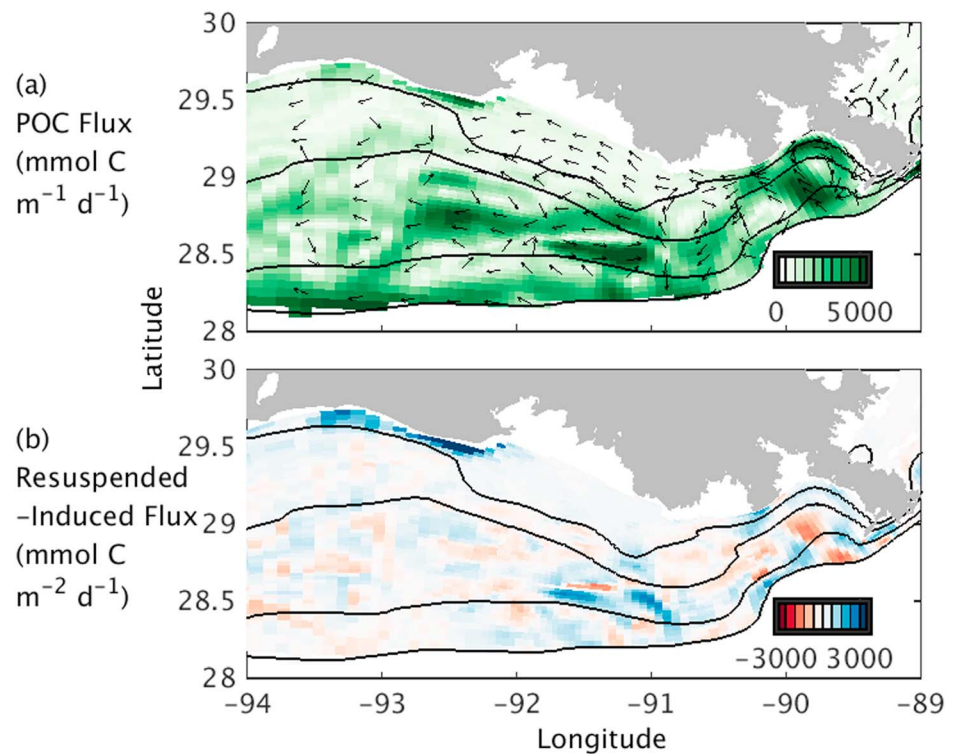 (a)
POC Flux
(mmol C
m⁻¹ d⁻¹)
30
29.5
29
28.5
28
0 5000
Latitude
(b)
Resuspended
−Induced Flux
(mmol C
m⁻² d⁻¹)
30
29.5
29
28.5
28
−3000 3000
−94 −93 −92 −91 −90 −89
Longitude